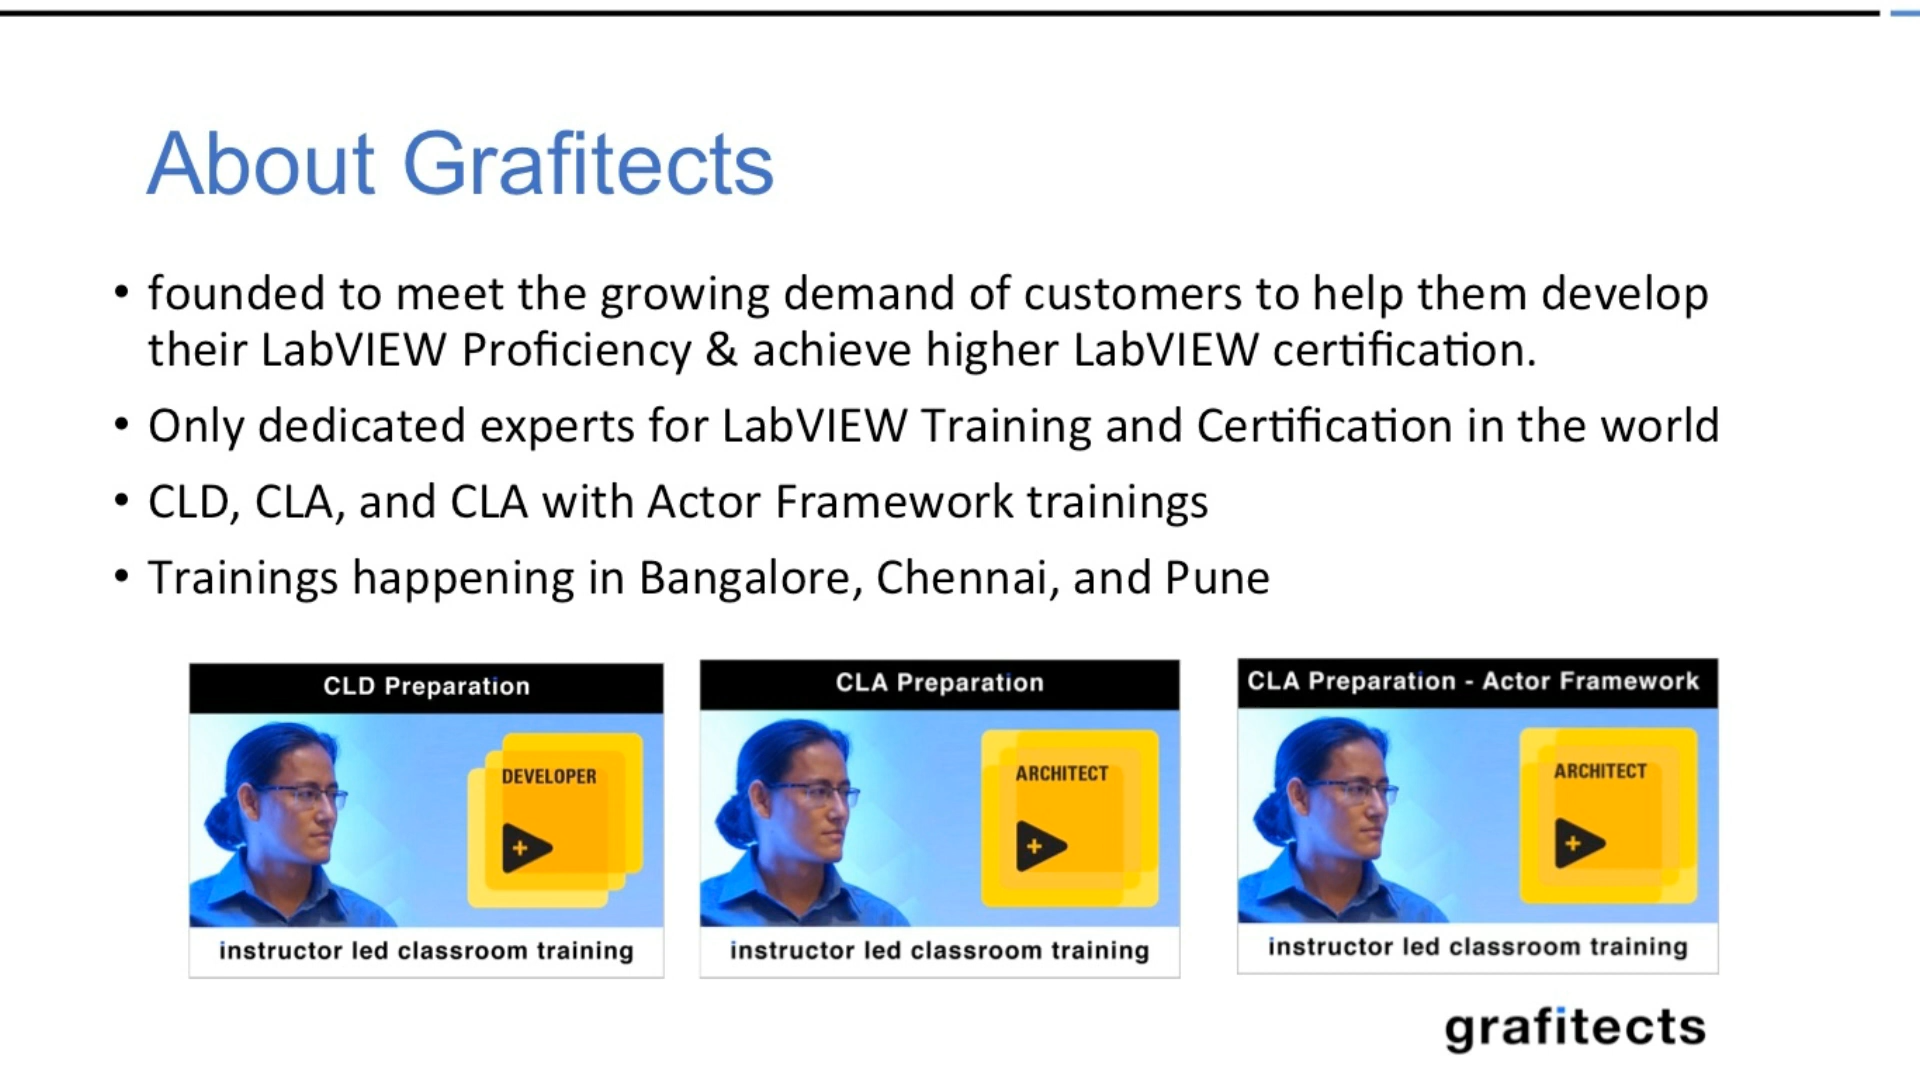 About Grafitects
• founded to meet the growing demand of customers to help them develop
their LabVIEW Proficiency & achieve higher LabVIEW certification.
• Only dedicated experts for LabVIEW Training and Certification in the world
• CLD, CLA, and CLA with Actor Framework trainings
• Trainings happening in Bangalore, Chennai, and Pune
CLD Preparation
DEVELOPER
+
instructor led classroom training
CLA Preparation
ARCHITECT
+
instructor led classroom training
CLA Preparation - Actor Framework
ARCHITECT
+
instructor led classroom training
grafitects